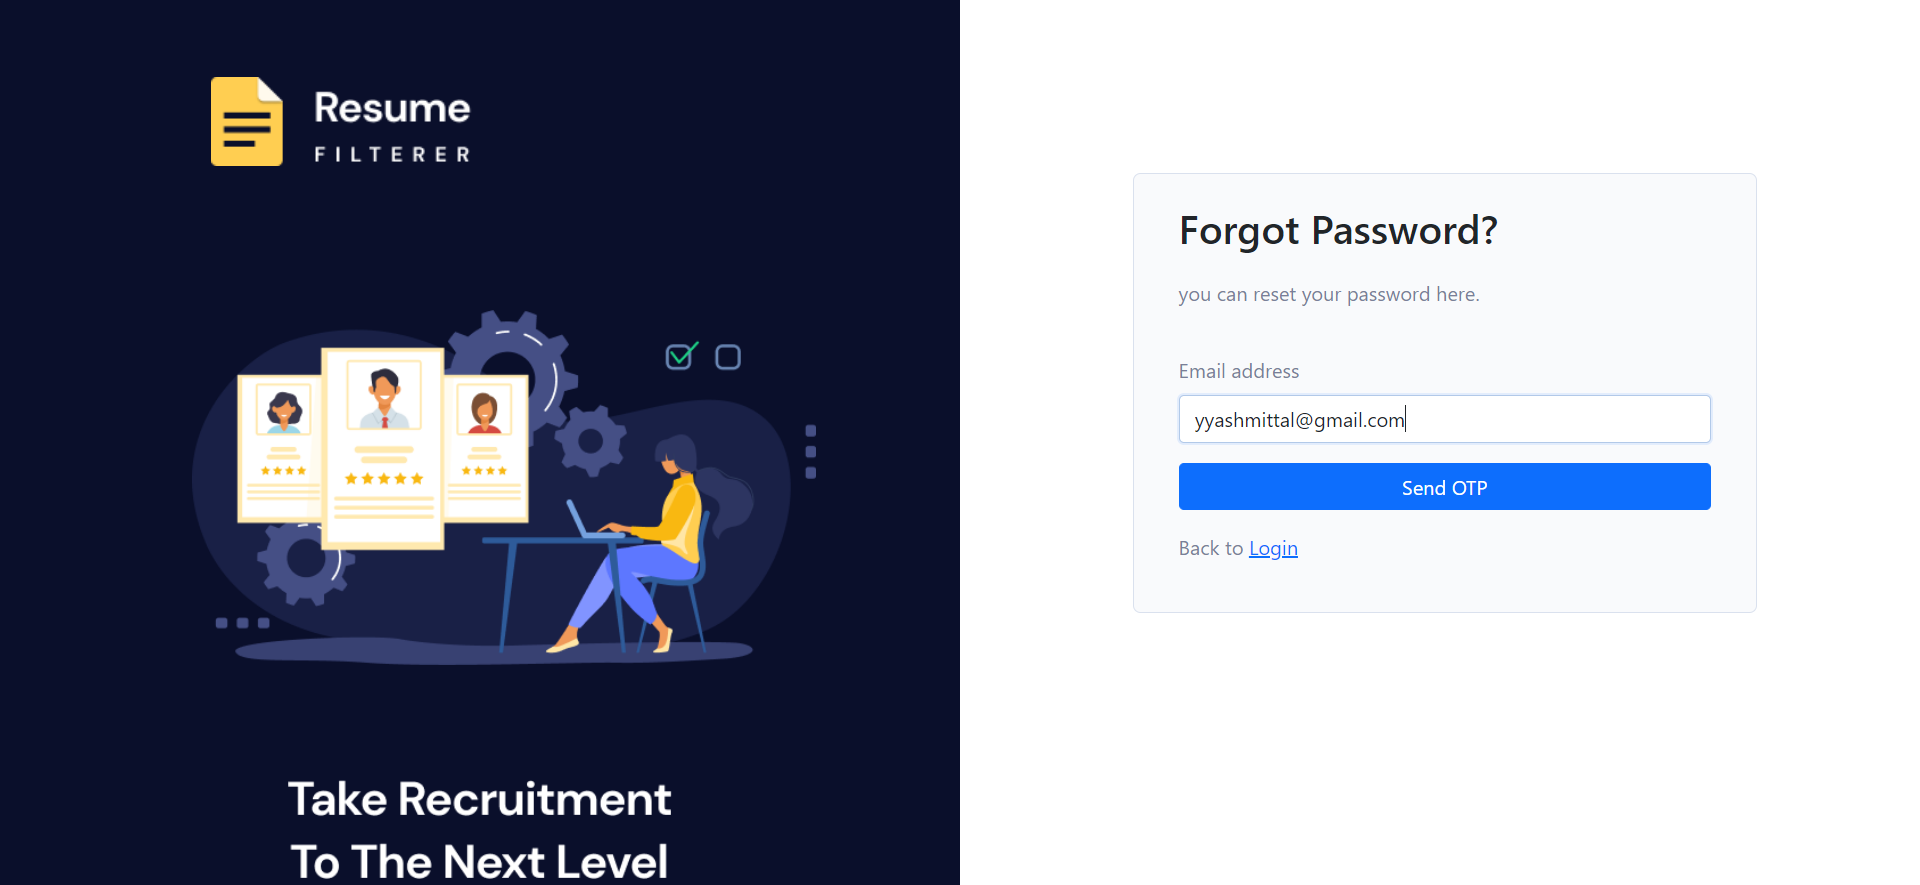 Resume
FILTERER
Take Recruitment
To The Next Level
Forgot Password?
you can reset your password here.
Email address
yyashmittal@gmail.com
Send OTP
Back to Login